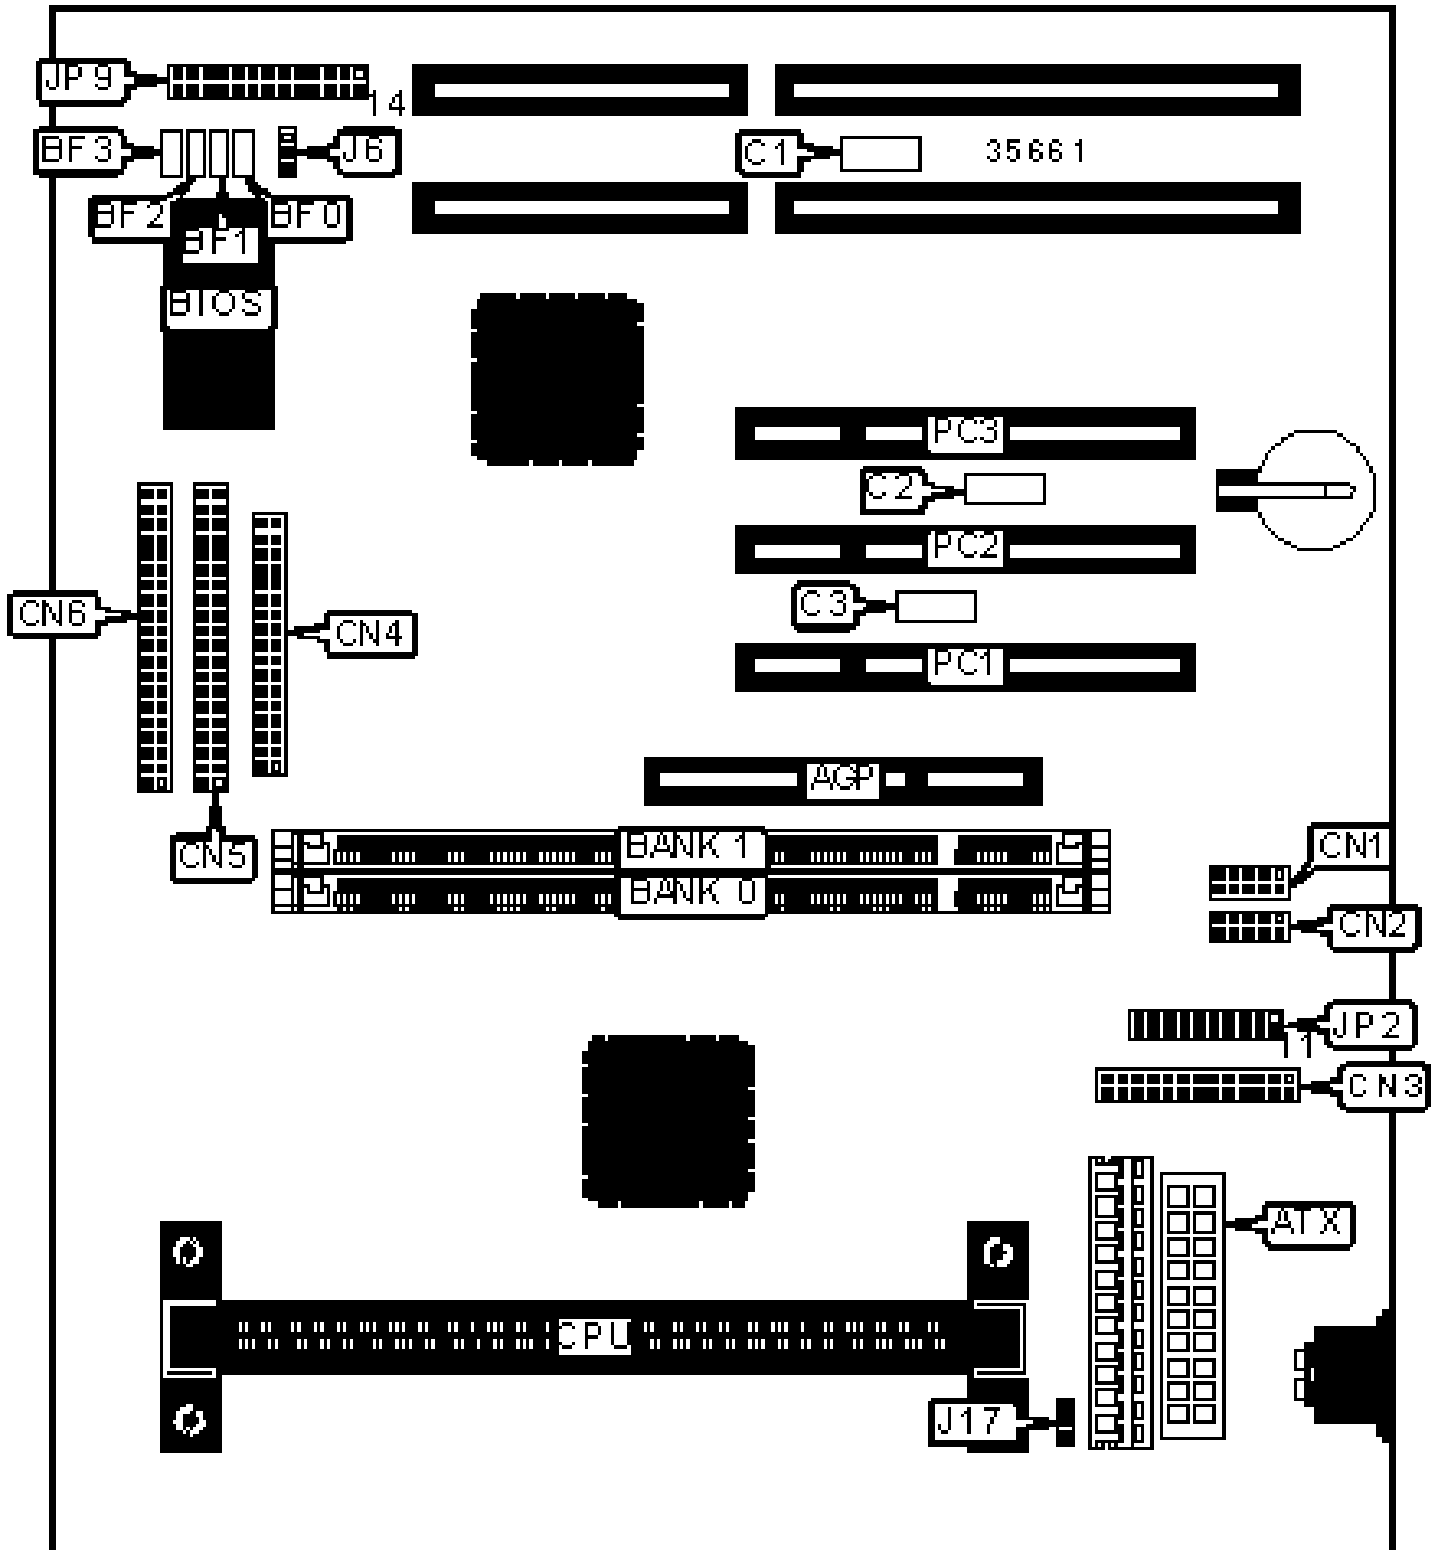 JP9
14
BF3
J6
C1
35661
BF2
BF1
BF0
BIOS
PC3
C2
PC2
CN6
C3
CN4
PC1
AGP
CN5
BANK 1
CN1
BANK 0
CN2
JP2
11
CN3
ATX
CPU
J17